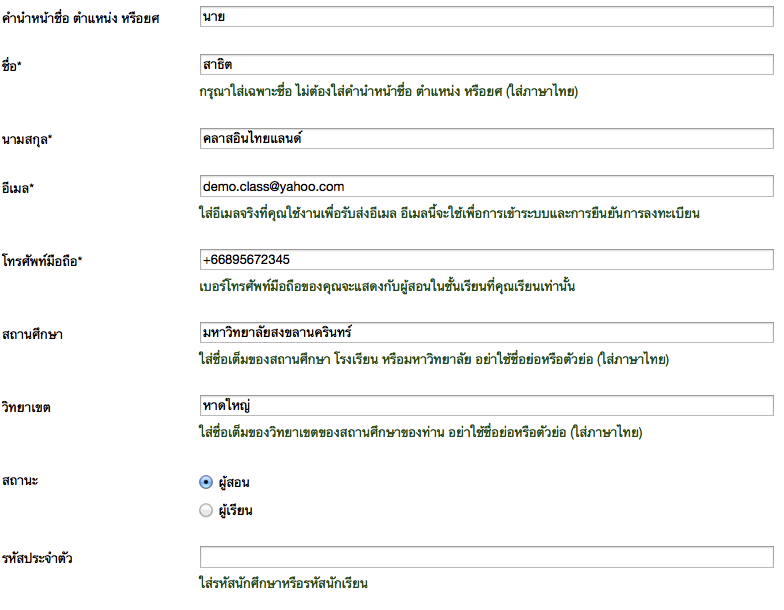 คำนำหน้าชื่อ ตำแหน่ง หรือยศ นาย
ชื่อ* สาธิต
กรุณาใส่เฉพาะชื่อ ไม่ต้องใส่คำนำหน้าชื่อ ตำแหน่ง หรือยศ (ใส่ภาษาไทย)
นามสกุล* คลาสอินไทยแลนด์
อีเมล* demo.class@yahoo.com
ใส่อีเมลจริงที่คุณใช้งานเพื่อรับส่งอีเมล อีเมลนี้จะใช้เพื่อการเข้าระบบและการยืนยันการลงทะเบียน
โทรศัพท์มือถือ* +66895672345
เบอร์โทรศัพท์มือถือของคุณจะแสดงกับผู้สอนในชั้นเรียนที่คุณเรียนเท่านั้น
สถานศึกษา มหาวิทยาลัยสงขลานครินทร์
ใส่ชื่อเต็มของสถานศึกษา โรงเรียน หรือมหาวิทยาลัย อย่าใช้ชื่อย่อหรือตัวย่อ (ใส่ภาษาไทย)
วิทยาเขต หาดใหญ่
ใส่ชื่อเต็มของวิทยาเขตของสถานศึกษาของท่าน อย่าใช้ชื่อย่อหรือตัวย่อ (ใส่ภาษาไทย)
สถานะ ผู้สอน
ผู้เรียน
รหัสประจำตัว
ใส่รหัสนักศึกษาหรือรหัสนักเรียน